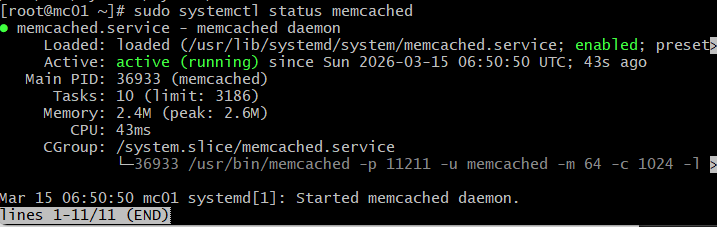 [root@mc01 ~]# sudo systemctl status memcached
● memcached.service - memcached daemon
     Loaded: loaded (/usr/lib/systemd/system/memcached.service; enabled; preset>
     Active: active (running) since Sun 2026-03-15 06:50:50 UTC; 43s ago
   Main PID: 36933 (memcached)
      Tasks: 10 (limit: 3186)
     Memory: 2.4M (peak: 2.6M)
        CPU: 43ms
     CGroup: /system.slice/memcached.service
             └─36933 /usr/bin/memcached -p 11211 -u memcached -m 64 -c 1024 -l >

Mar 15 06:50:50 mc01 systemd[1]: Started memcached daemon.
lines 1-11/11 (END)